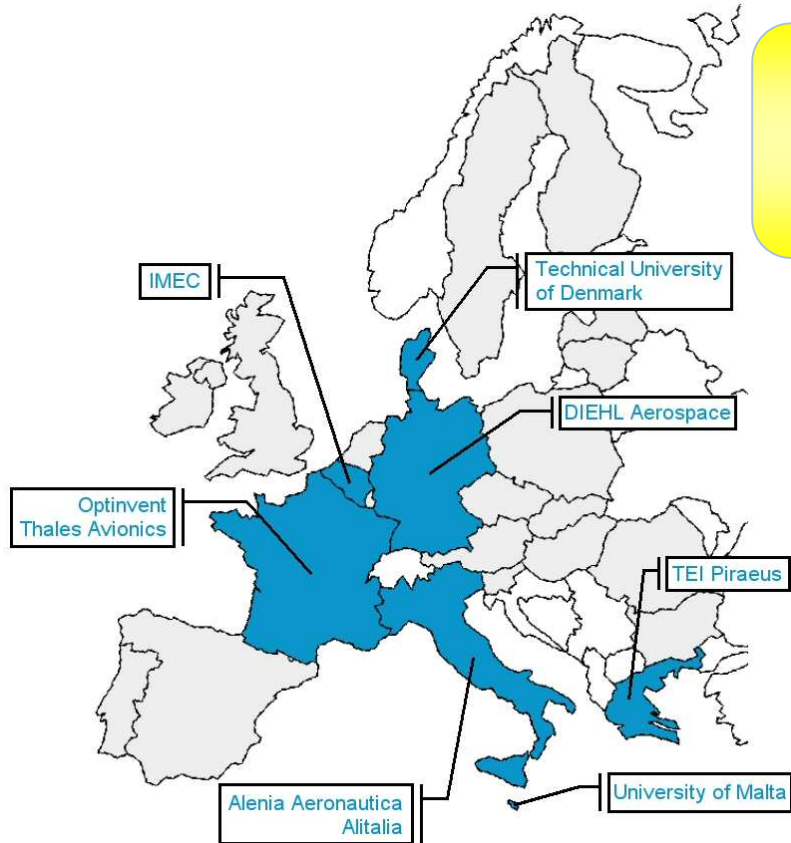 IMEC
Technical University
of Denmark
DIEHL Aerospace
Optinvent
Thales Avionics
TEI Piraeus
University of Malta
Alenia Aeronautica
Alitalia